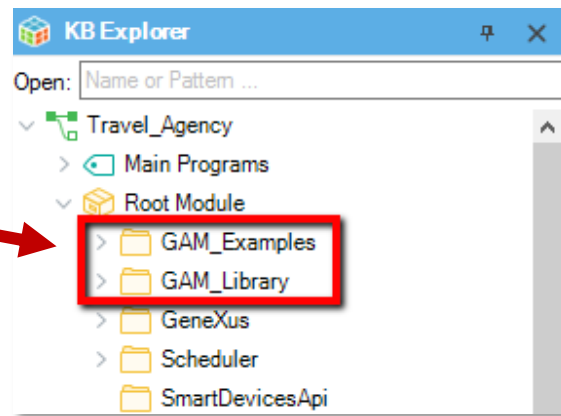 KB Explorer
Open: Name or Pattern ...
Travel_Agency
Main Programs
Root Module
GAM_Examples
GAM_Library
GeneXus
Scheduler
SmartDevicesApi